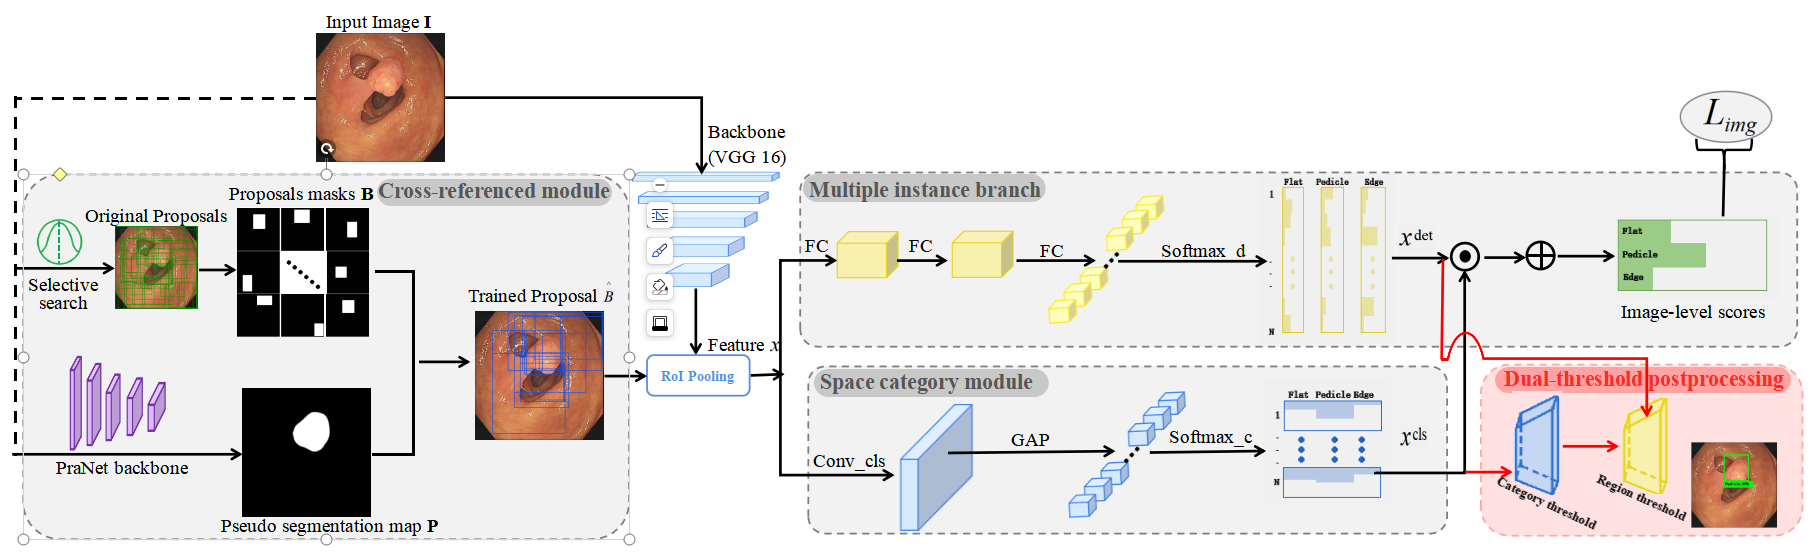 Input Image I
Backbone
(VGG 16)
Cross-referenced module
Proposals masks B
Original Proposals
Selective
search
Trained Proposal B̂
PraNet backbone
Pseudo segmentation map P
Feature x
RoI Pooling
Multiple instance branch
FC
FC
FC
Softmax_d
Flat Pedicle Edge
1
N
x^det
L_img
Flat
Pedicle
Edge
Image-level scores
Space category module
Conv_cls
GAP
Softmax_c
Flat Pedicle Edge
1
N
x^cls
Dual-threshold postprocessing
Category threshold
Region threshold